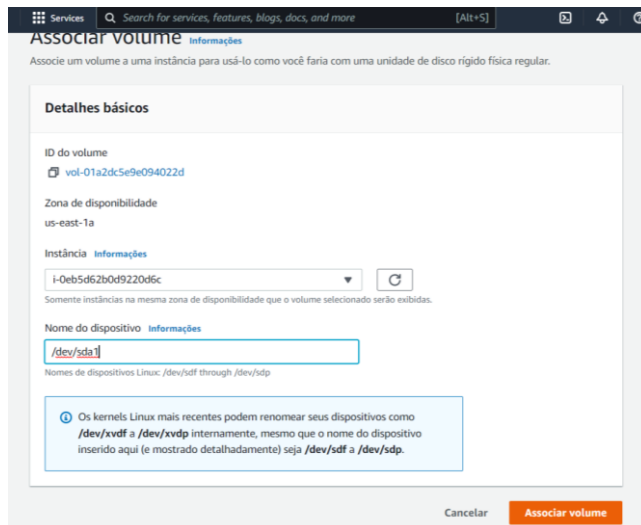 Services Search for services, features, blogs, docs, and more [Alt+S]
Associar volume Informações
Associe um volume a uma instância para usá-lo como você faria com uma unidade de disco rígido física regular.
Detalhes básicos
ID do volume
vol-01a2dc5e9e094022d
Zona de disponibilidade
us-east-1a
Instância Informações
i-0eb5d62b0d9220d6c
Somente instâncias na mesma zona de disponibilidade que o volume selecionado serão exibidas.
Nome do dispositivo Informações
/dev/sda1
Nomes de dispositivos Linux: /dev/sdf through /dev/sdp
Os kernels Linux mais recentes podem renomear seus dispositivos como
/dev/xvdf a /dev/xvdp internamente, mesmo que o nome do dispositivo
inserido aqui (e mostrado detalhadamente) seja /dev/sdf a /dev/sdp.
Cancelar Associar volume